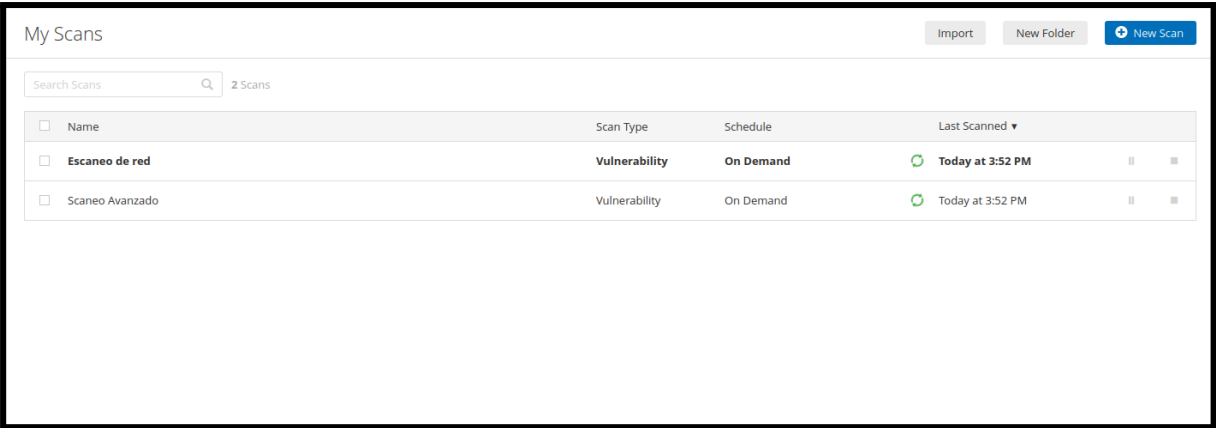 My Scans Import New Folder New Scan
Search Scans 2 Scans
Name Scan Type Schedule Last Scanned ▾
Escaneo de red Vulnerability On Demand Today at 3:52 PM
Scaneo Avanzado Vulnerability On Demand Today at 3:52 PM